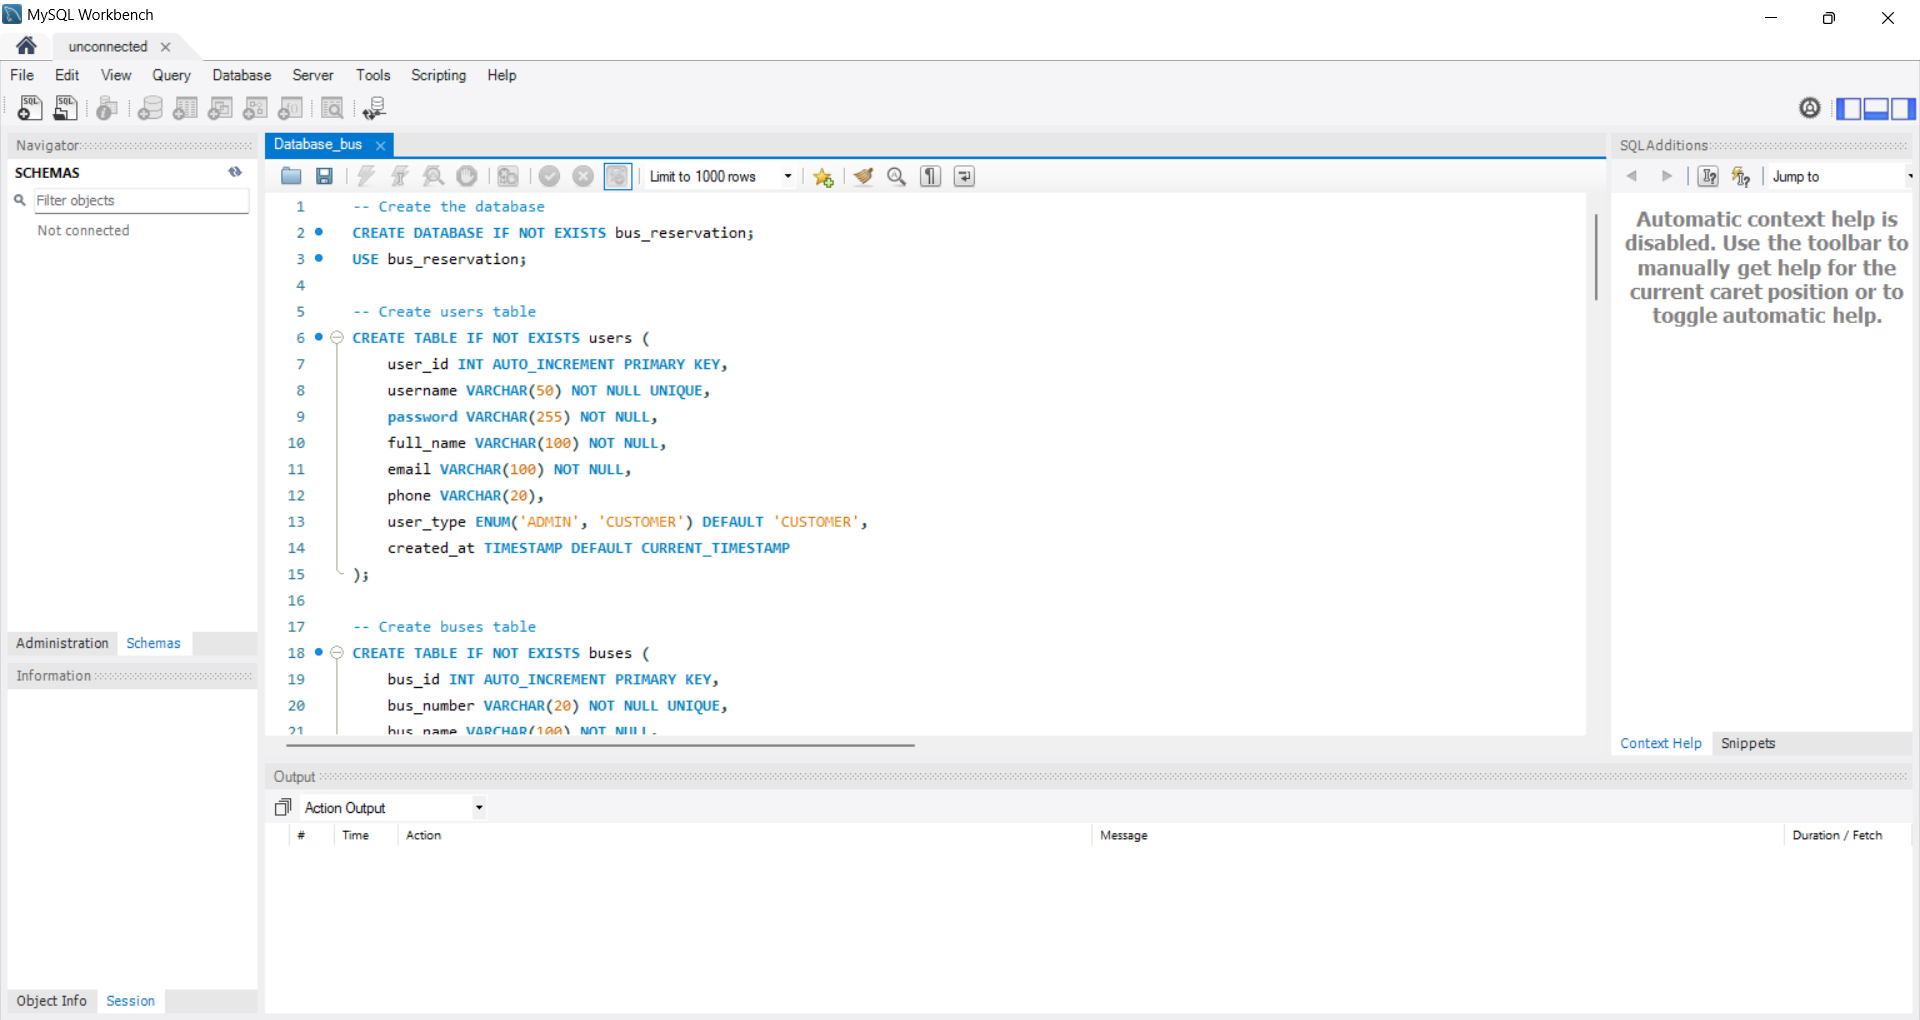 MySQL Workbench
unconnected
File Edit View Query Database Server Tools Scripting Help
Navigator
SCHEMAS
Filter objects
Not connected
Administration Schemas
Information
Object Info Session
Database_bus
Limit to 1000 rows
1 -- Create the database
2 CREATE DATABASE IF NOT EXISTS bus_reservation;
3 USE bus_reservation;
4
5 -- Create users table
6 CREATE TABLE IF NOT EXISTS users (
7 user_id INT AUTO_INCREMENT PRIMARY KEY,
8 username VARCHAR(50) NOT NULL UNIQUE,
9 password VARCHAR(255) NOT NULL,
10 full_name VARCHAR(100) NOT NULL,
11 email VARCHAR(100) NOT NULL,
12 phone VARCHAR(20),
13 user_type ENUM('ADMIN', 'CUSTOMER') DEFAULT 'CUSTOMER',
14 created_at TIMESTAMP DEFAULT CURRENT_TIMESTAMP
15 );
16
17 -- Create buses table
18 CREATE TABLE IF NOT EXISTS buses (
19 bus_id INT AUTO_INCREMENT PRIMARY KEY,
20 bus_number VARCHAR(20) NOT NULL UNIQUE,
21 bus_name VARCHAR(100) NOT NULL,
SQLAdditions
Jump to
Automatic context help is
disabled. Use the toolbar to
manually get help for the
current caret position or to
toggle automatic help.
Context Help Snippets
Output
Action Output
# Time Action Message Duration / Fetch